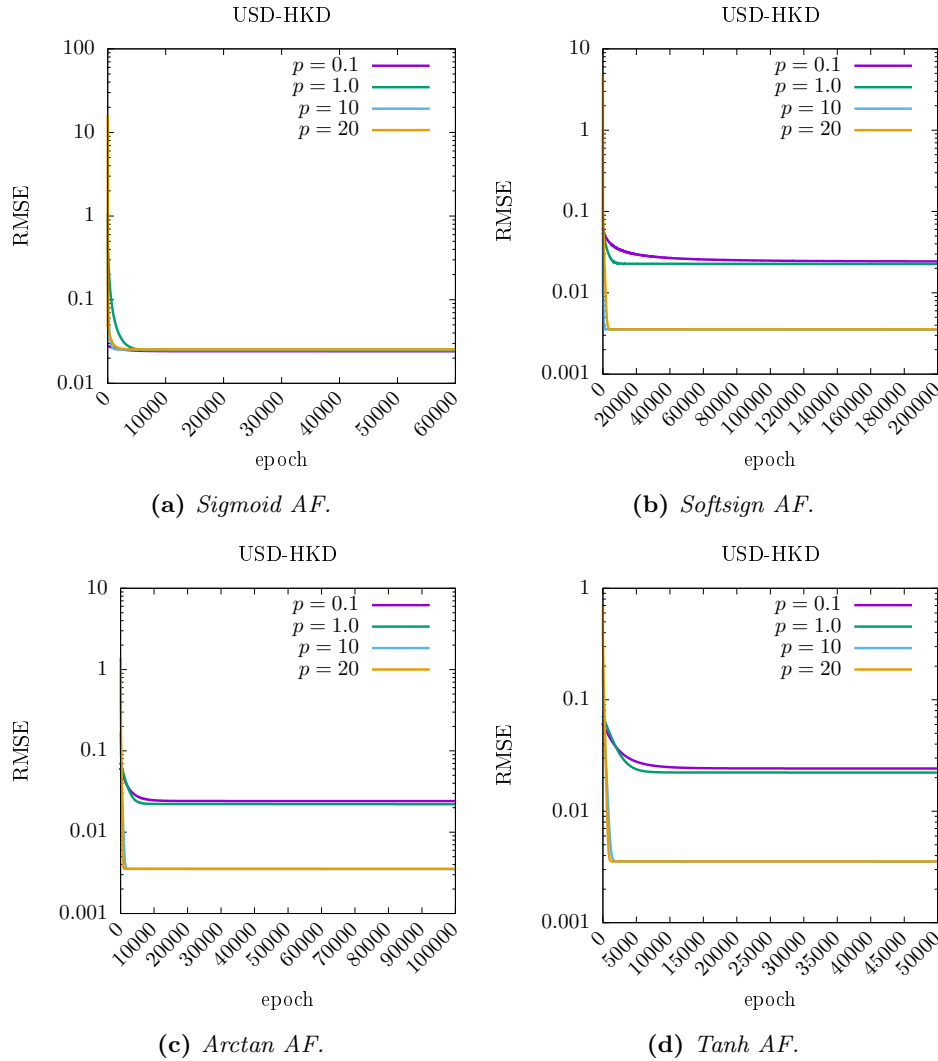 USD-HKD
100
10
1
0.1
0.01
RMSE
p = 0.1
p = 1.0
p = 10
p = 20
0
10000
20000
30000
40000
50000
60000
epoch
(a) Sigmoid AF.
USD-HKD
10
1
0.1
0.01
0.001
RMSE
p = 0.1
p = 1.0
p = 10
p = 20
0
20000
40000
60000
80000
100000
120000
140000
160000
180000
200000
epoch
(b) Softsign AF.
USD-HKD
10
1
0.1
0.01
0.001
RMSE
p = 0.1
p = 1.0
p = 10
p = 20
0
10000
20000
30000
40000
50000
60000
70000
80000
90000
100000
epoch
(c) Arctan AF.
USD-HKD
1
0.1
0.01
0.001
RMSE
p = 0.1
p = 1.0
p = 10
p = 20
0
5000
10000
15000
20000
25000
30000
35000
40000
45000
50000
epoch
(d) Tanh AF.